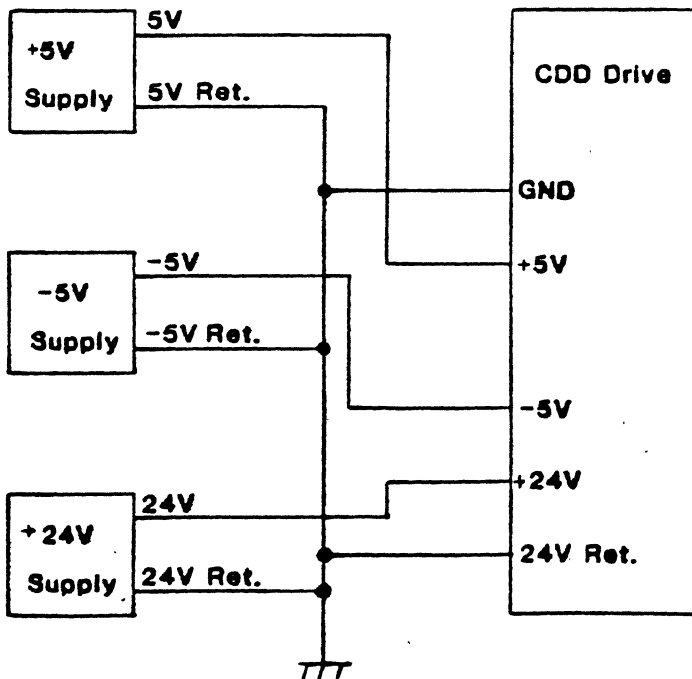 +5V
Supply
5V
5V Ret.
-5V
Supply
-5V
-5V Ret.
+24V
Supply
24V
24V Ret.
CDD Drive
GND
+5V
-5V
+24V
24V Ret.